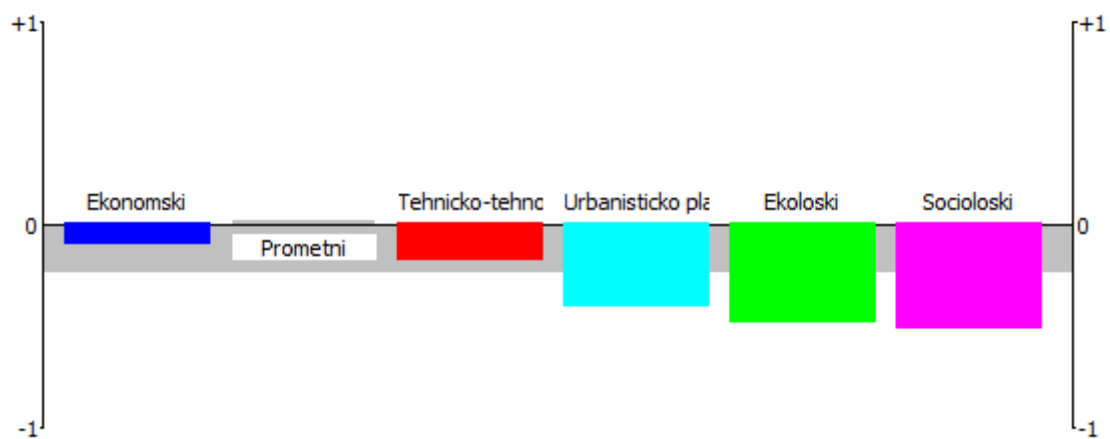 +1 +1
Ekonomski Tehnicko-tehno Urbanisticko pla Ekoloski Socioloski
0 0
Prometni
-1 -1